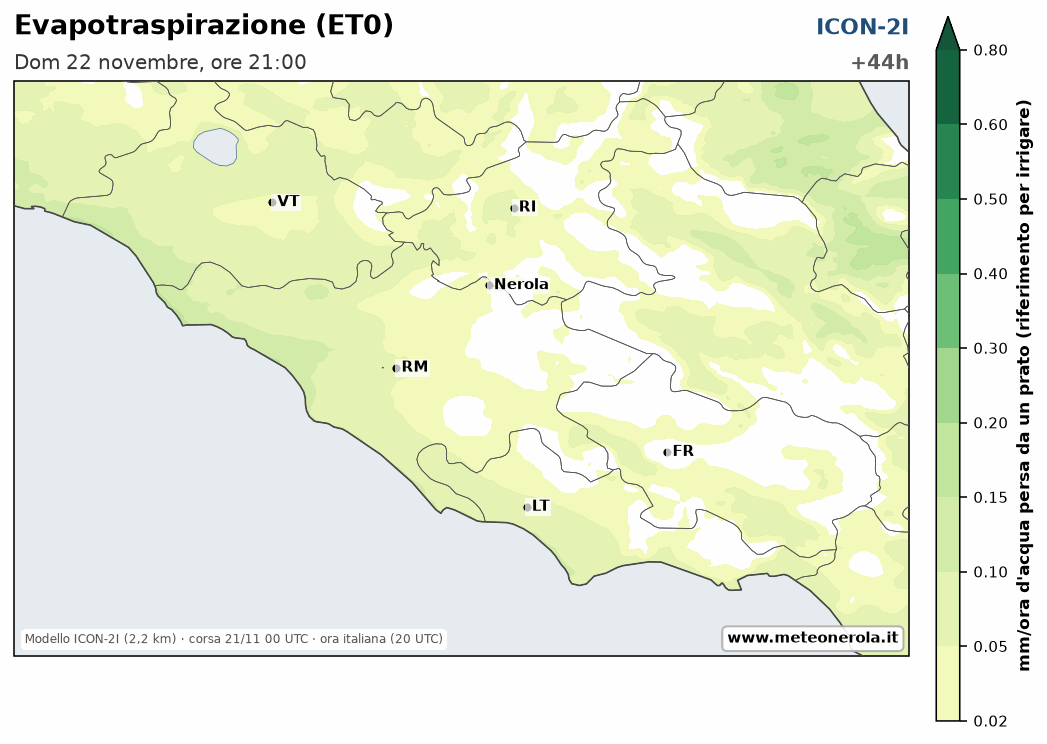 Evapotraspirazione (ET0)
ICON-2I
Dom 22 novembre, ore 21:00
+44h
VT
RI
Nerola
RM
FR
LT
Modello ICON-2I (2,2 km) · corsa 21/11 00 UTC · ora italiana (20 UTC)
www.meteonerola.it
0.80
0.60
0.50
0.40
0.30
0.20
0.15
0.10
0.05
0.02
mm/ora d'acqua persa da un prato (riferimento per irrigare)